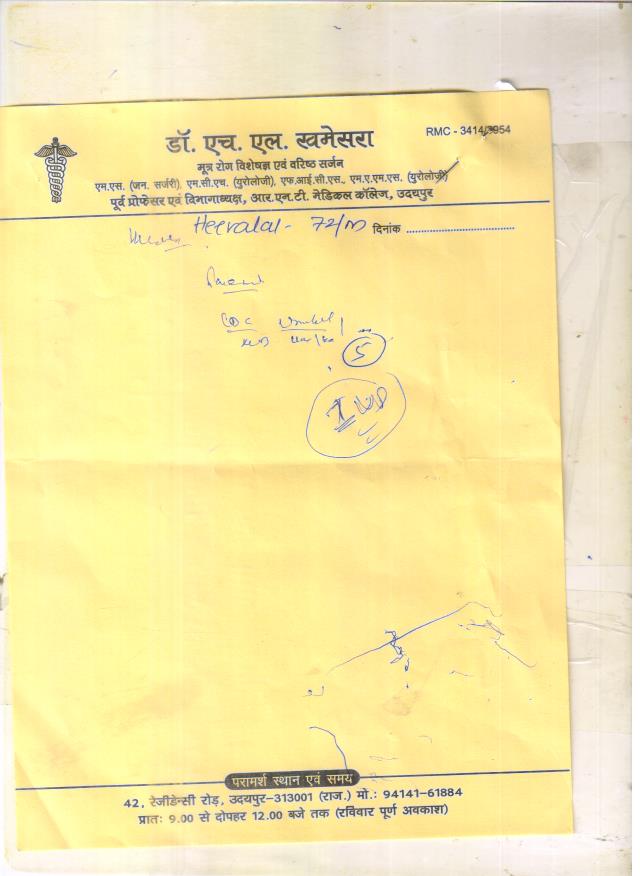 डॉ. एच. एल. खमेसरा
RMC - 3414/3954
मूत्र रोग विशेषज्ञ एवं वरिष्ठ सर्जन
एम.एस. (जन. सर्जरी), एम.सी.एच. (युरोलोजी), एफ.आई.सी.एस., एम.ए.एम.एस. (युरोलोजी)
पूर्व प्रोफेसर एवं विभागाध्यक्ष, आर.एन.टी. मेडिकल कॉलेज, उदयपुर
Heeralal - 72/m दिनांक
5
परामर्श स्थान एवं समय
42, रेजीडेन्सी रोड़, उदयपुर-313001 (राज.) मो.: 94141-61884
प्रातः 9.00 से दोपहर 12.00 बजे तक (रविवार पूर्ण अवकाश)